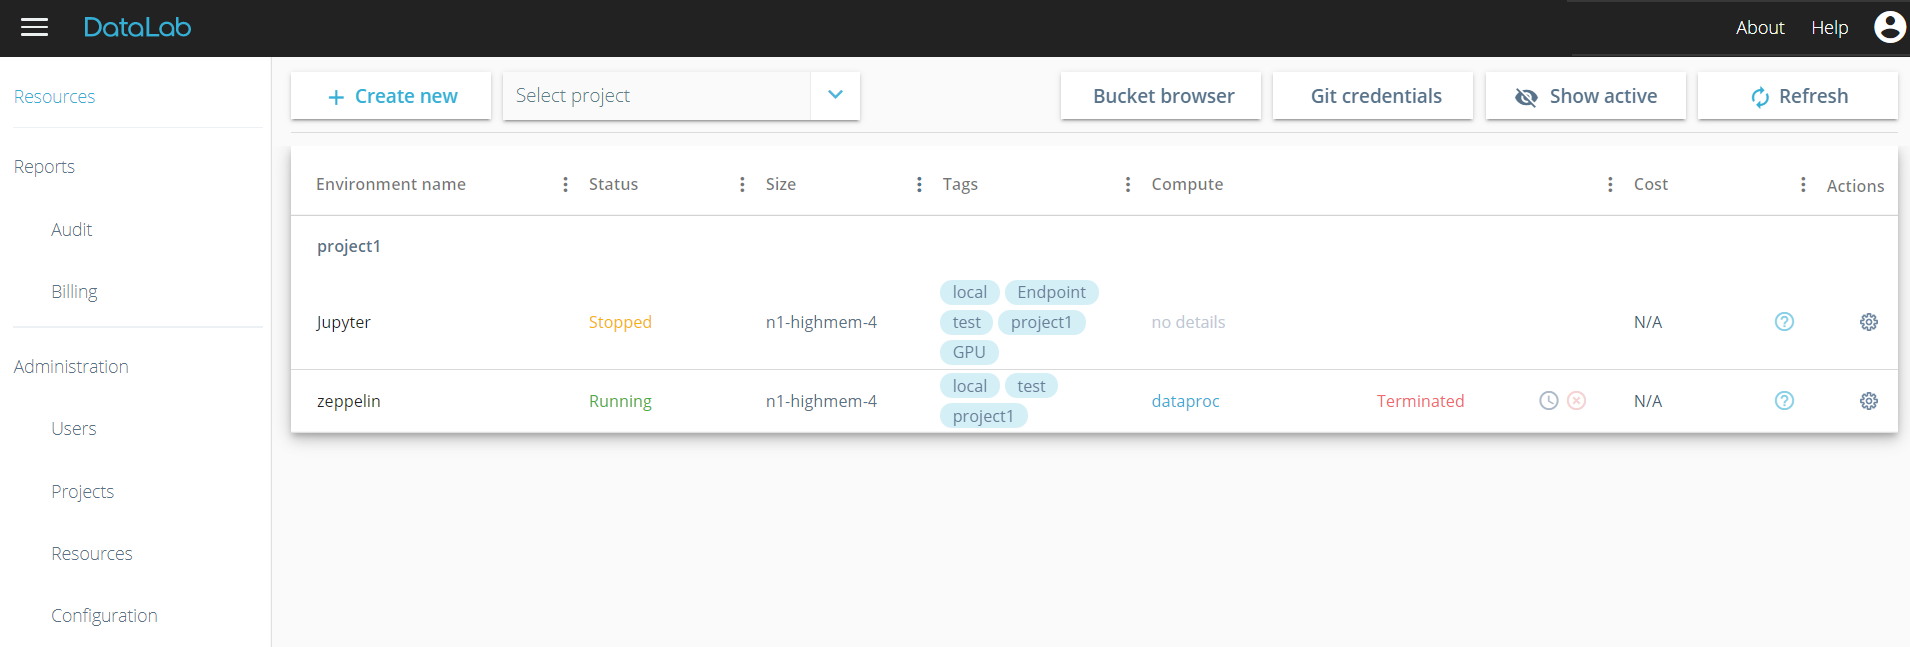 DataLab
About Help
Resources
Reports
Audit
Billing
Administration
Users
Projects
Resources
Configuration
Create new
Select project
Bucket browser
Git credentials
Show active
Refresh
Environment name Status Size Tags Compute Cost Actions
project1
Jupyter Stopped n1-highmem-4 local Endpoint
test project1
GPU
no details N/A
zeppelin Running n1-highmem-4 local test
project1
dataproc Terminated N/A